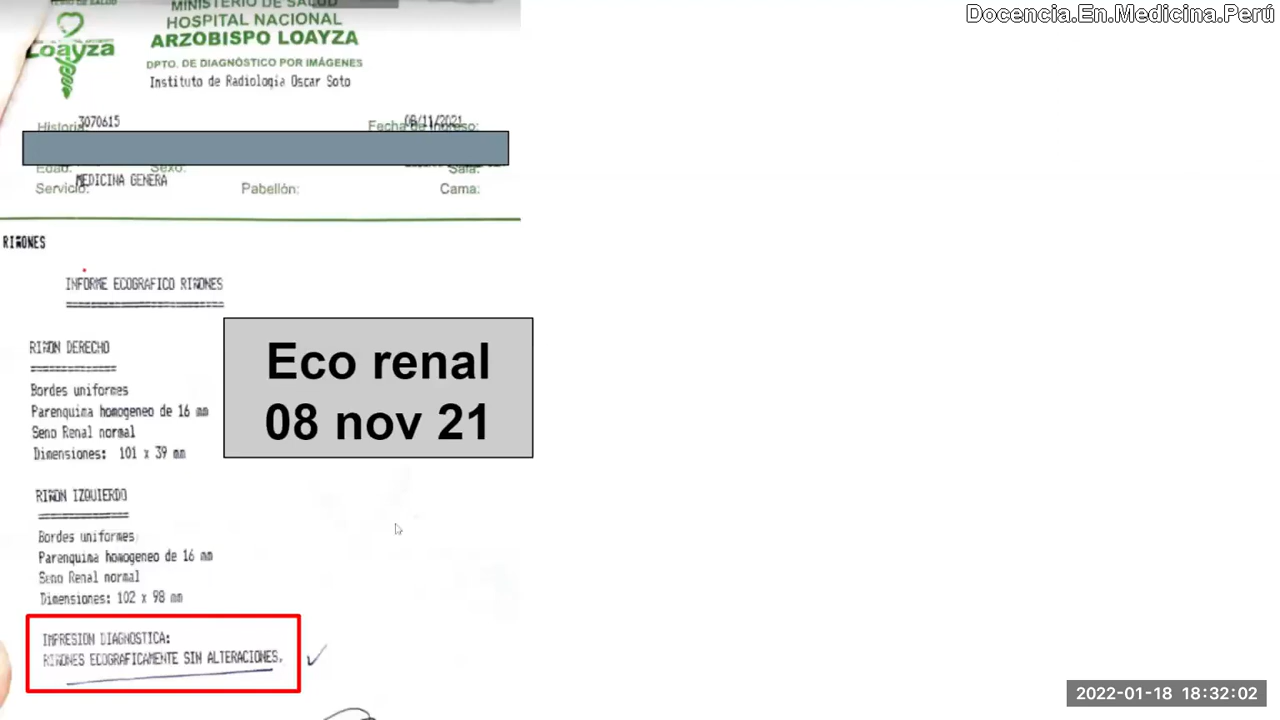 Docencia.En.Medicina.Perú
MINISTERIO DE SALUD
HOSPITAL NACIONAL
ARZOBISPO LOAYZA
Loayza
DPTO. DE DIAGNÓSTICO POR IMÁGENES
Instituto de Radiologia Oscar Soto
Historia: 3070615
Fecha de Ingreso: 08/11/2021
Edad:
Sexo:
Sala:
Servicio: MEDICINA GENERA
Pabellón:
Cama:
RIÑONES
INFORME ECOGRAFICO RIÑONES
RIÑON DERECHO
Bordes uniformes
Parenquima homogeneo de 16 mm
Seno Renal normal
Dimensiones: 101 x 39 mm
Eco renal
08 nov 21
RIÑON IZQUIERDO
Bordes uniformes
Parenquima homogeneo de 16 mm
Seno Renal normal
Dimensiones: 102 x 98 mm
IMPRESION DIAGNOSTICA:
RIÑONES ECOGRAFICAMENTE SIN ALTERACIONES.
2022-01-18 18:32:02